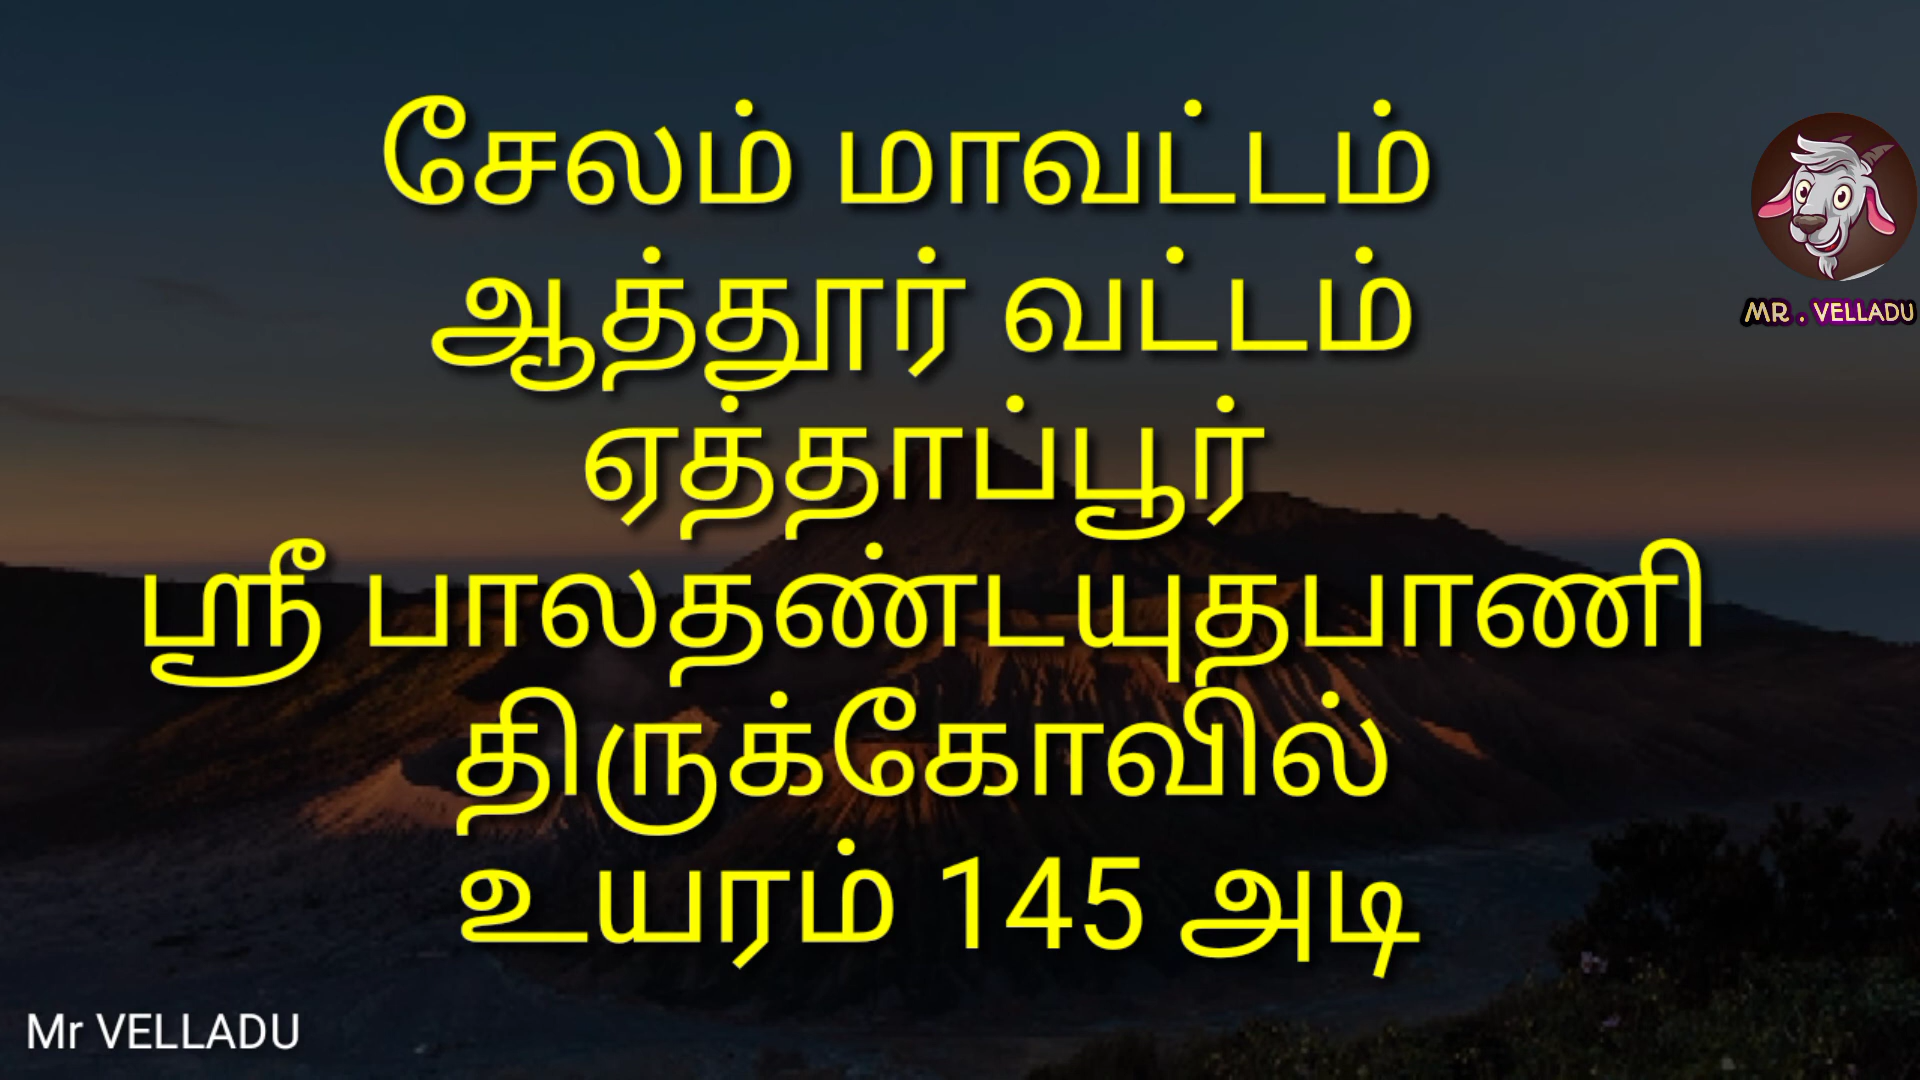 சேலம் மாவட்டம்
ஆத்தூர் வட்டம்
ஏத்தாப்பூர்
ஸ்ரீ பாலதண்டயுதபாணி
திருக்கோவில்
உயரம் 145 அடி
MR . VELLADU
Mr VELLADU